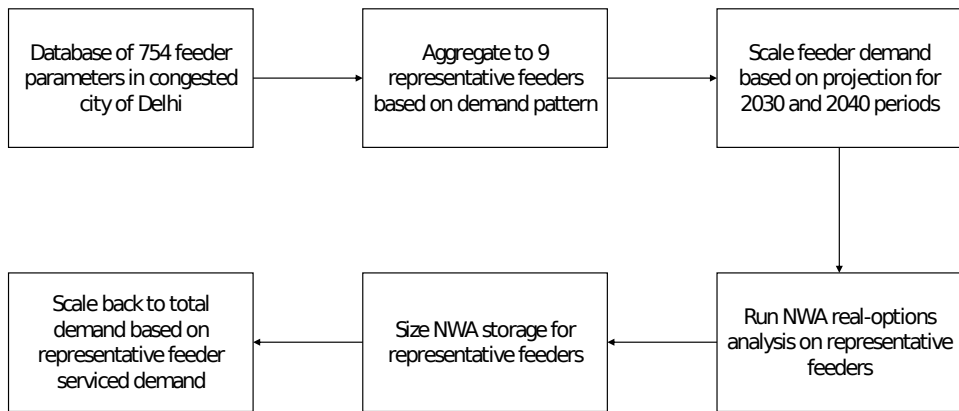 Database of 754 feeder
parameters in congested
city of Delhi
Aggregate to 9
representative feeders
based on demand pattern
Scale feeder demand
based on projection for
2030 and 2040 periods
Run NWA real-options
analysis on representative
feeders
Size NWA storage for
representative feeders
Scale back to total
demand based on
representative feeder
serviced demand